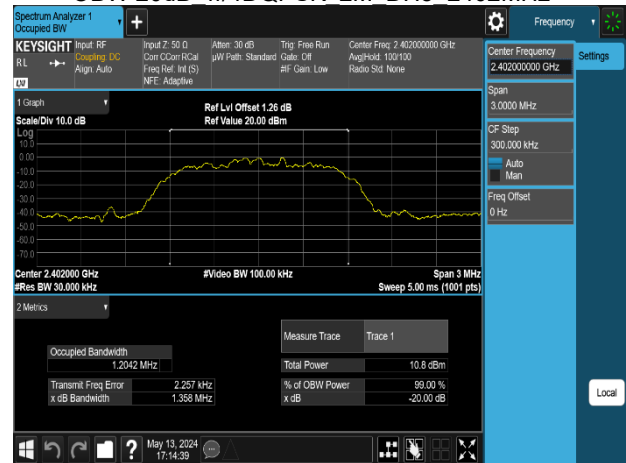 Spectrum Analyzer 1
Occupied BW
Frequency
KEYSIGHT
RL
LNI
Input: RF
Coupling: DC
Align: Auto
Input Z: 50 Ω
Corr CCorr RCal
Freq Ref: Int (S)
NFE: Adaptive
Atten: 30 dB
µW Path: Standard
Trig: Free Run
Gate: Off
#IF Gain: Low
Center Freq: 2.402000000 GHz
Avg|Hold: 100/100
Radio Std: None
Center Frequency
2.402000000 GHz
Settings
Span
3.0000 MHz
CF Step
300.000 kHz
Auto
Man
Freq Offset
0 Hz
1 Graph
Scale/Div 10.0 dB
Ref Lvl Offset 1.26 dB
Ref Value 20.00 dBm
Log
10.0
0.00
-10.0
-20.0
-30.0
-40.0
-50.0
-60.0
-70.0
Center 2.402000 GHz
#Res BW 30.000 kHz
#Video BW 100.00 kHz
Span 3 MHz
Sweep 5.00 ms (1001 pts)
2 Metrics
Measure Trace Trace 1
Occupied Bandwidth
1.2042 MHz
Total Power 10.8 dBm
Transmit Freq Error 2.257 kHz
% of OBW Power 99.00 %
x dB Bandwidth 1.358 MHz
x dB -20.00 dB
Local
May 13, 2024
17:14:39